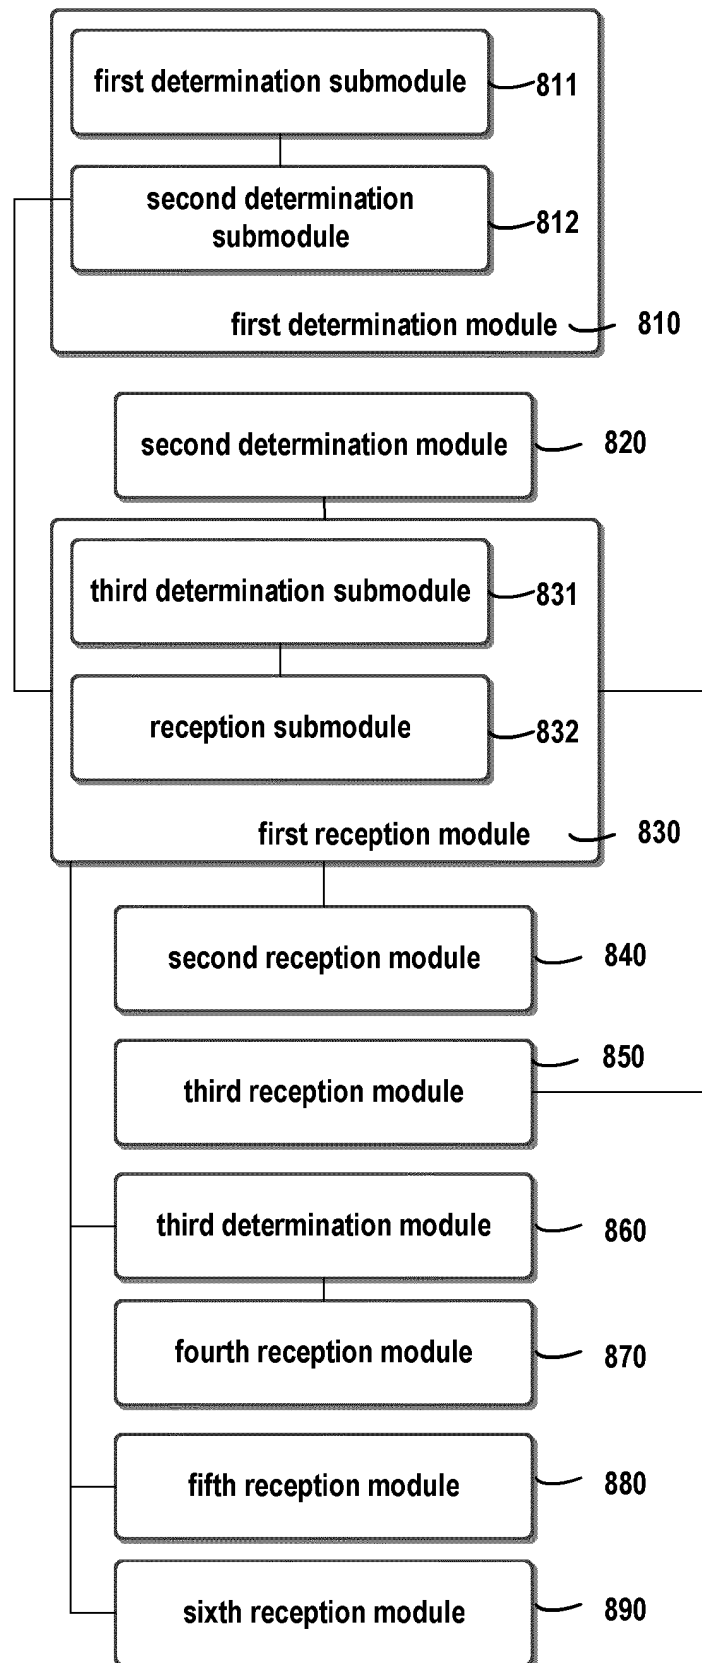 first determination submodule 811
second determination
submodule 812
first determination module 810
second determination module 820
third determination submodule 831
reception submodule 832
first reception module 830
second reception module 840
third reception module 850
third determination module 860
fourth reception module 870
fifth reception module 880
sixth reception module 890